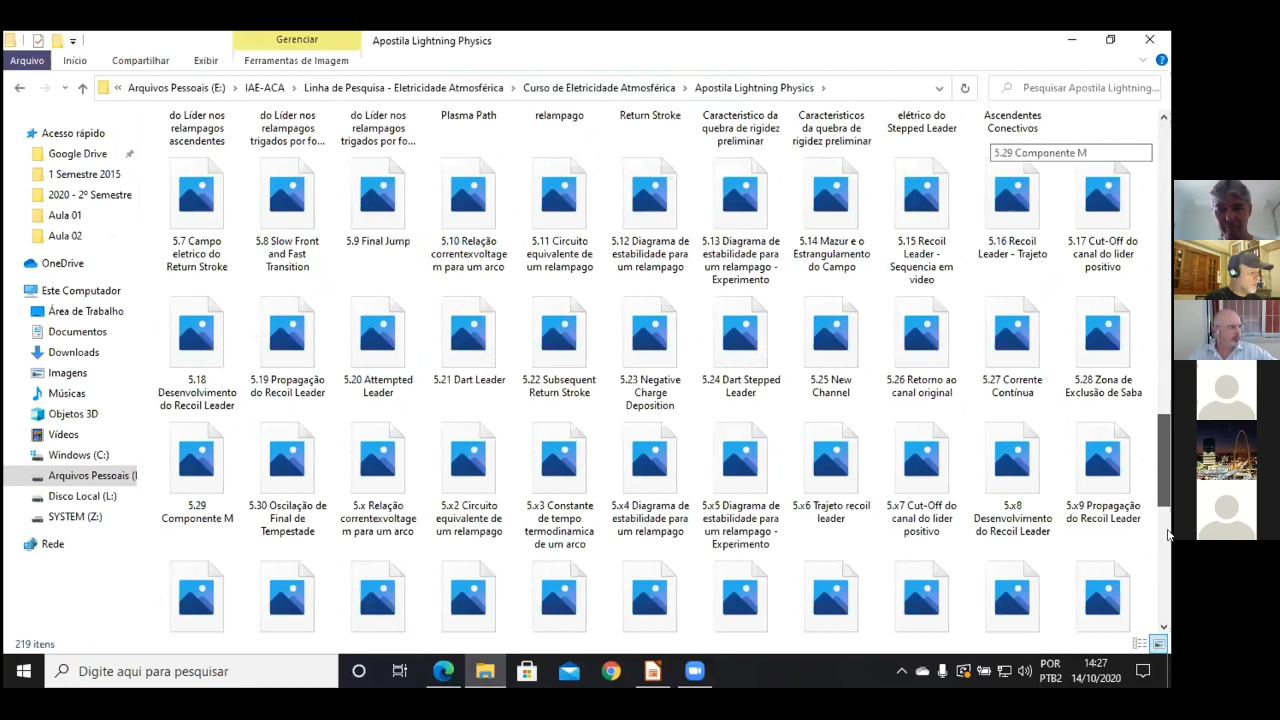 Gerenciar
Apostila Lightning Physics
Arquivo
Início
Compartilhar
Exibir
Ferramentas de Imagem
« Arquivos Pessoais (E:) › IAE-ACA › Linha de Pesquisa - Eletricidade Atmosférica › Curso de Eletricidade Atmosférica › Apostila Lightning Physics ›
Pesquisar Apostila Lightning...
Acesso rápido
Google Drive
1 Semestre 2015
2020 - 2º Semestre
Aula 01
Aula 02
OneDrive
Este Computador
Área de Trabalho
Documentos
Downloads
Imagens
Músicas
Objetos 3D
Vídeos
Windows (C:)
Arquivos Pessoais (
Disco Local (L:)
SYSTEM (Z:)
Rede
do Líder nos
relampagos
ascendentes
do Líder nos
relampagos
trigados por fo...
do Líder nos
relampagos
trigados por fo...
Plasma Path
relampago
Return Stroke
Caracteristico da
quebra de rigidez
preliminar
Caracteristicos
da quebra de
rigidez preliminar
elétrico do
Stepped Leader
Ascendentes
Conectivos
5.29 Componente M
5.7 Campo
eletrico do
Return Stroke
5.8 Slow Front
and Fast
Transition
5.9 Final Jump
5.10 Relação
correntexvoltage
m para um arco
5.11 Circuito
equivalente de
um relampago
5.12 Diagrama de
estabilidade para
um relampago
5.13 Diagrama de
estabilidade para
um relampago -
Experimento
5.14 Mazur e o
Estrangulamento
do Campo
5.15 Recoil
Leader -
Sequencia em
video
5.16 Recoil
Leader - Trajeto
5.17 Cut-Off do
canal do lider
positivo
5.18
Desenvolvimento
do Recoil Leader
5.19 Propagação
do Recoil Leader
5.20 Attempted
Leader
5.21 Dart Leader
5.22 Subsequent
Return Stroke
5.23 Negative
Charge
Deposition
5.24 Dart Stepped
Leader
5.25 New
Channel
5.26 Retorno ao
canal original
5.27 Corrente
Contínua
5.28 Zona de
Exclusão de Saba
5.29
Componente M
5.30 Oscilação de
Final de
Tempestade
5.x Relação
correntexvoltage
m para um arco
5.x2 Circuito
equivalente de
um relampago
5.x3 Constante
de tempo
termodinamica
de um arco
5.x4 Diagrama de
estabilidade para
um relampago
5.x5 Diagrama de
estabilidade para
um relampago -
Experimento
5.x6 Trajeto recoil
leader
5.x7 Cut-Off do
canal do lider
positivo
5.x8
Desenvolvimento
do Recoil Leader
5.x9 Propagação
do Recoil Leader
219 itens
Digite aqui para pesquisar
POR
PTB2
14:27
14/10/2020